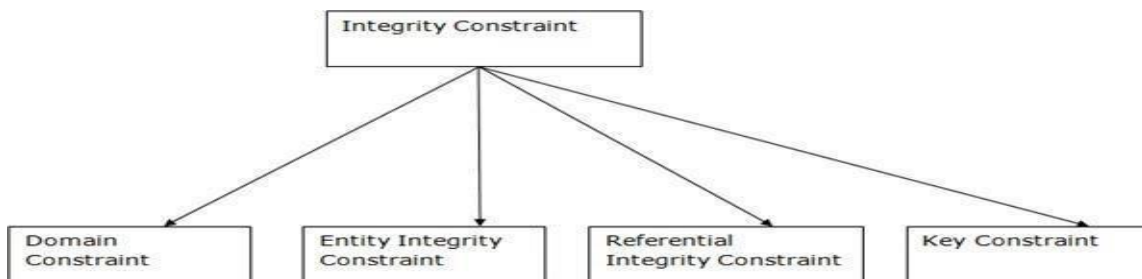 Integrity Constraint
Domain
Constraint
Entity Integrity
Constraint
Referential
Integrity Constraint
Key Constraint